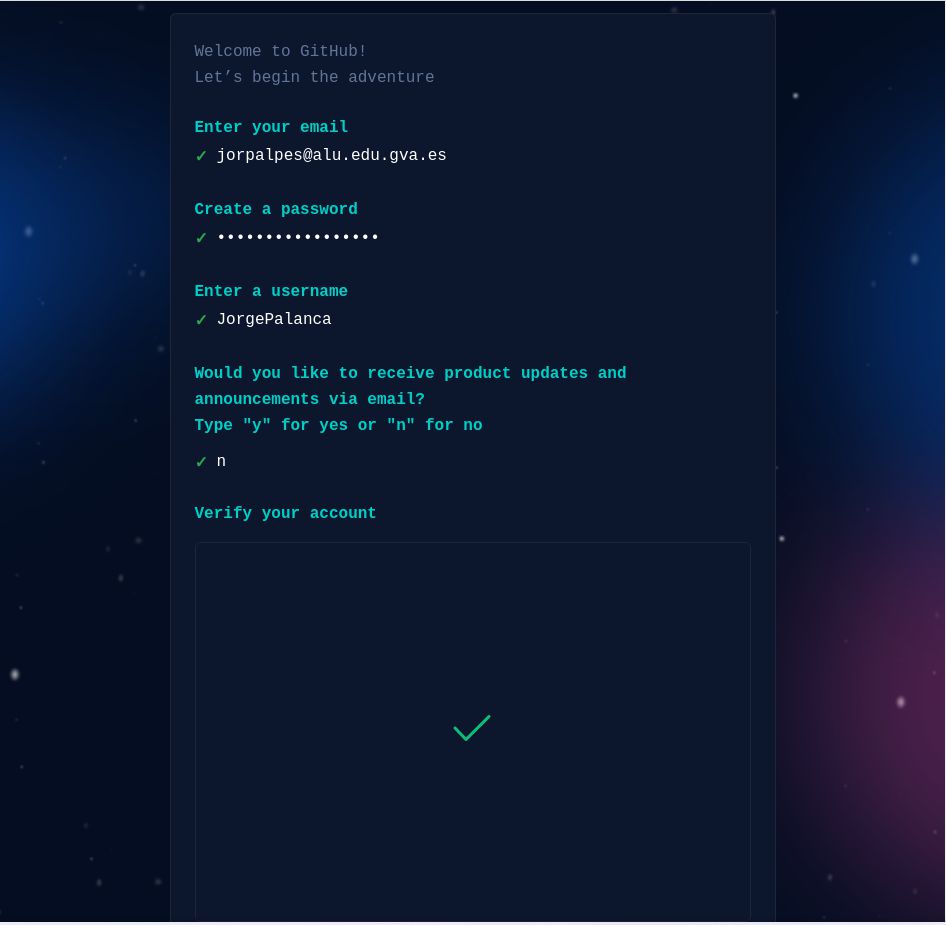 Welcome to GitHub!
Let’s begin the adventure
Enter your email
✓ jorpalpes@alu.edu.gva.es
Create a password
✓ •••••••••••••••••
Enter a username
✓ JorgePalanca
Would you like to receive product updates and
announcements via email?
Type "y" for yes or "n" for no
✓ n
Verify your account